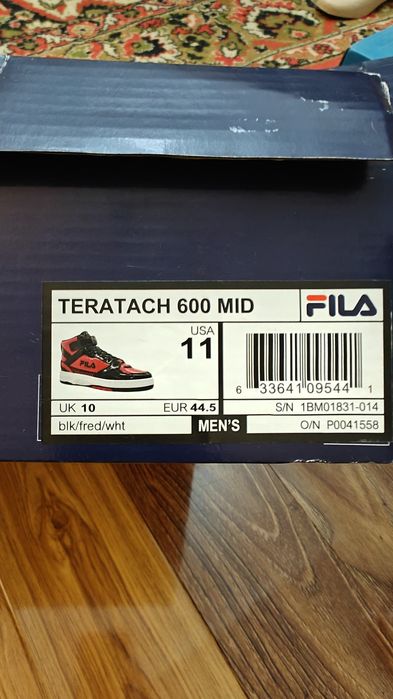 TERATACH 600 MID
FILA
USA
11
FILA
6 33641 09544 1
UK 10
EUR 44.5
S/N 1BM01831-014
blk/fred/wht
MEN'S
O/N P0041558